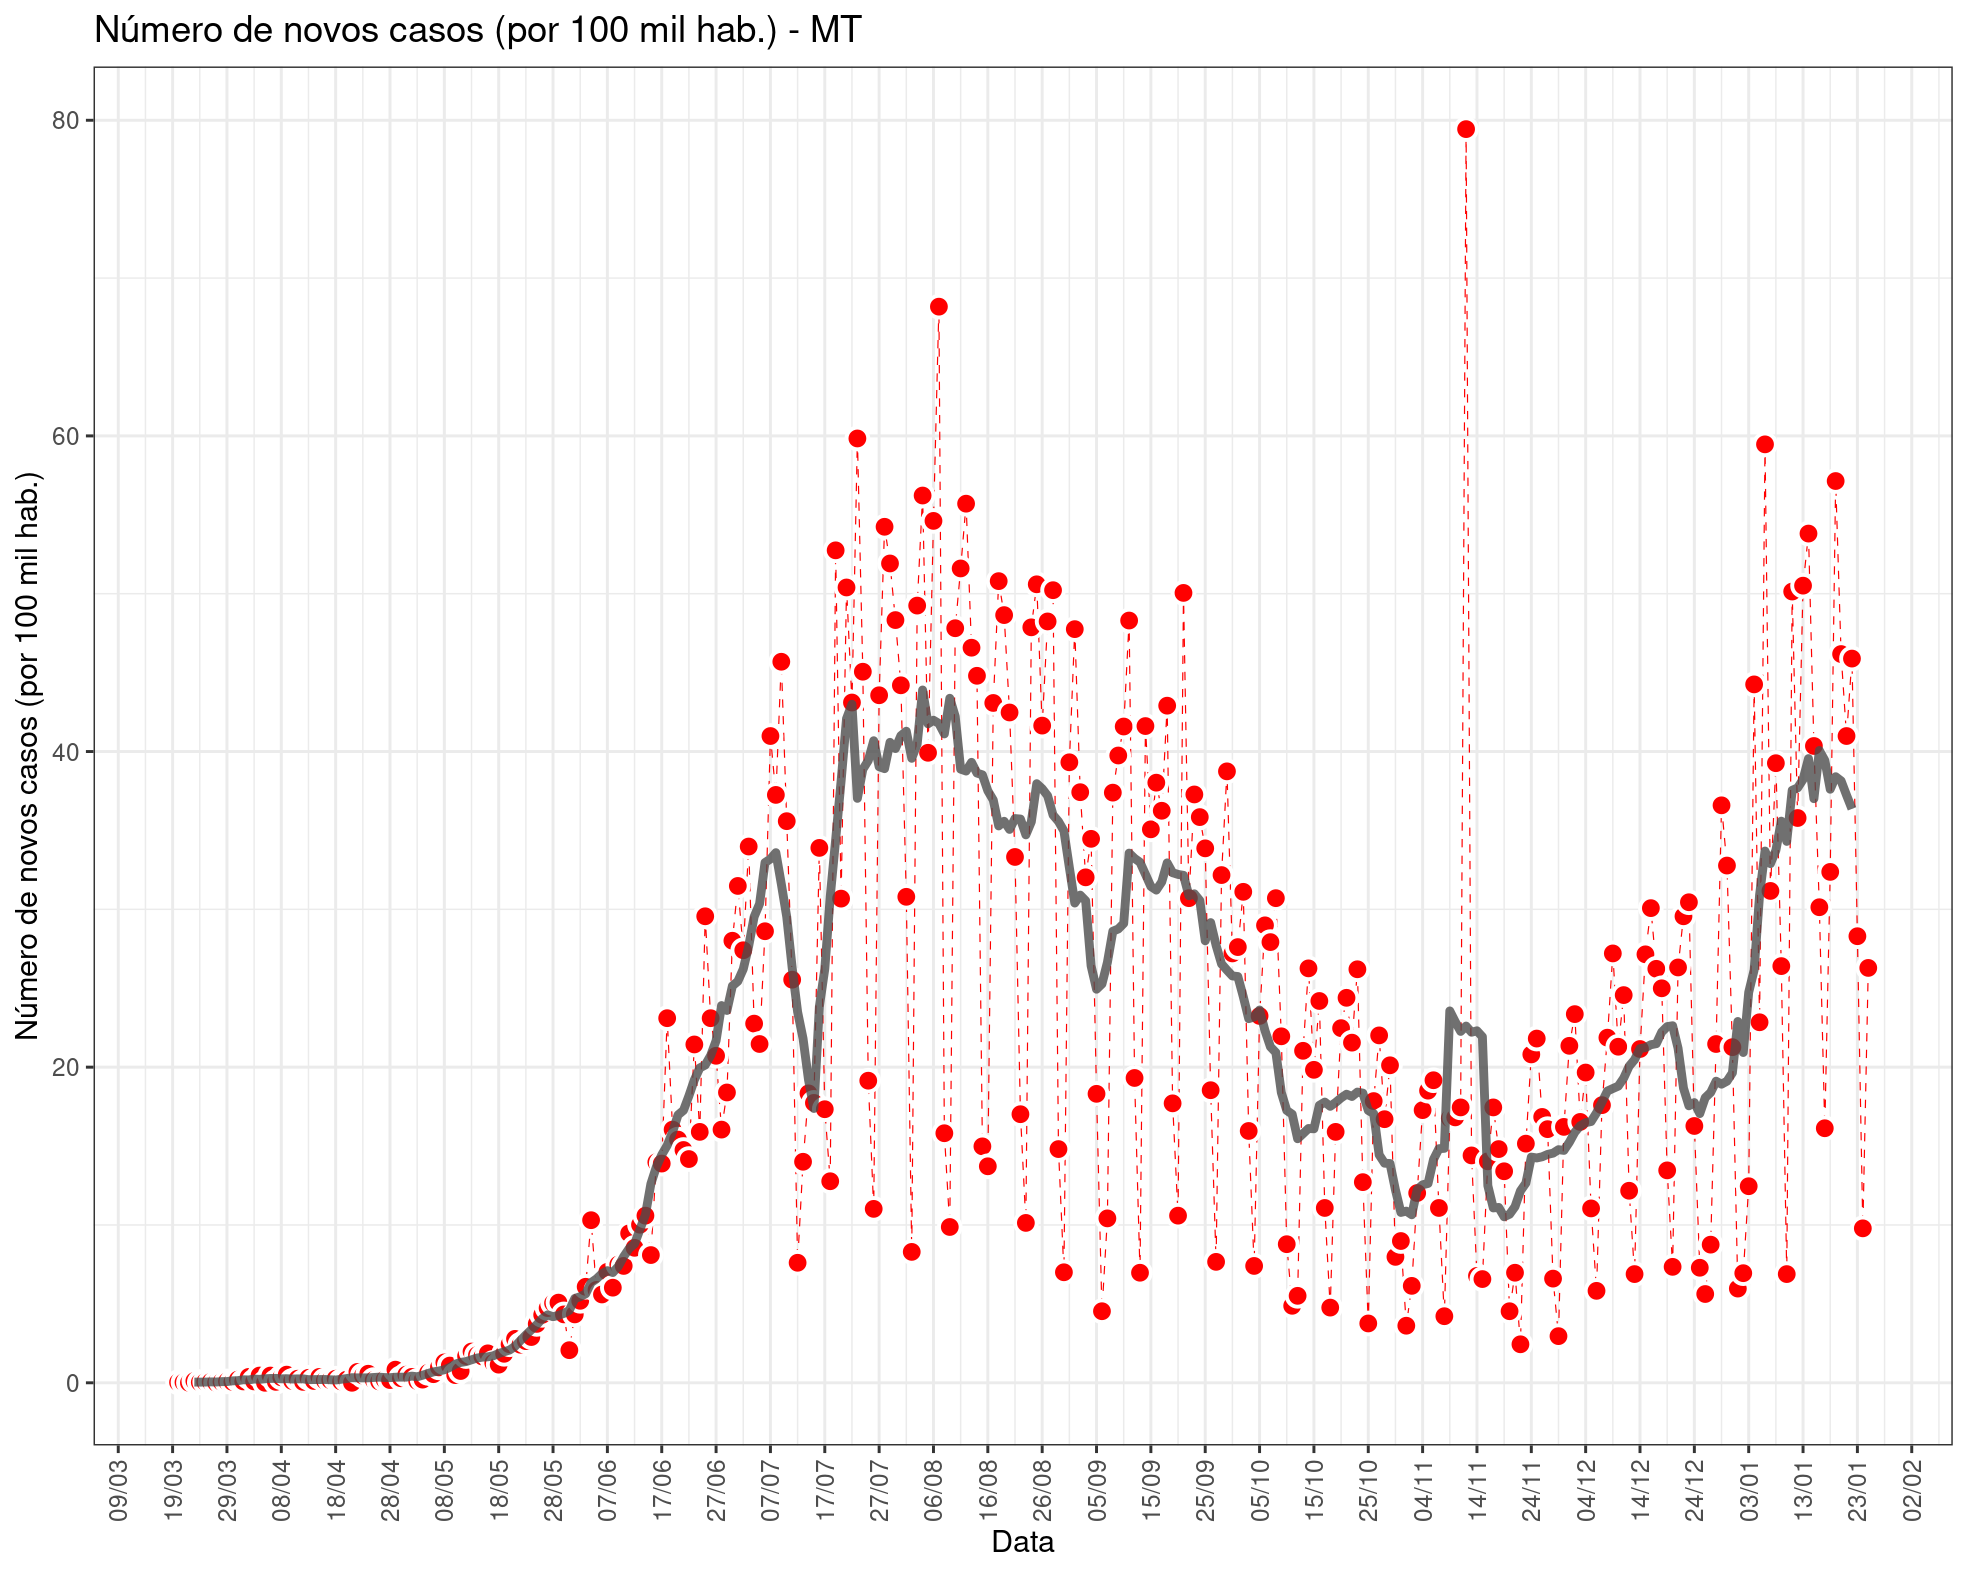 Número de novos casos (por 100 mil hab.) - MT
Número de novos casos (por 100 mil hab.)
80
60
40
20
0
09/03 19/03 29/03 08/04 18/04 28/04 08/05 18/05 28/05 07/06 17/06 27/06 07/07 17/07 27/07 06/08 16/08 26/08 05/09 15/09 25/09 05/10 15/10 25/10 04/11 14/11 24/11 04/12 14/12 24/12 03/01 13/01 23/01 02/02
Data